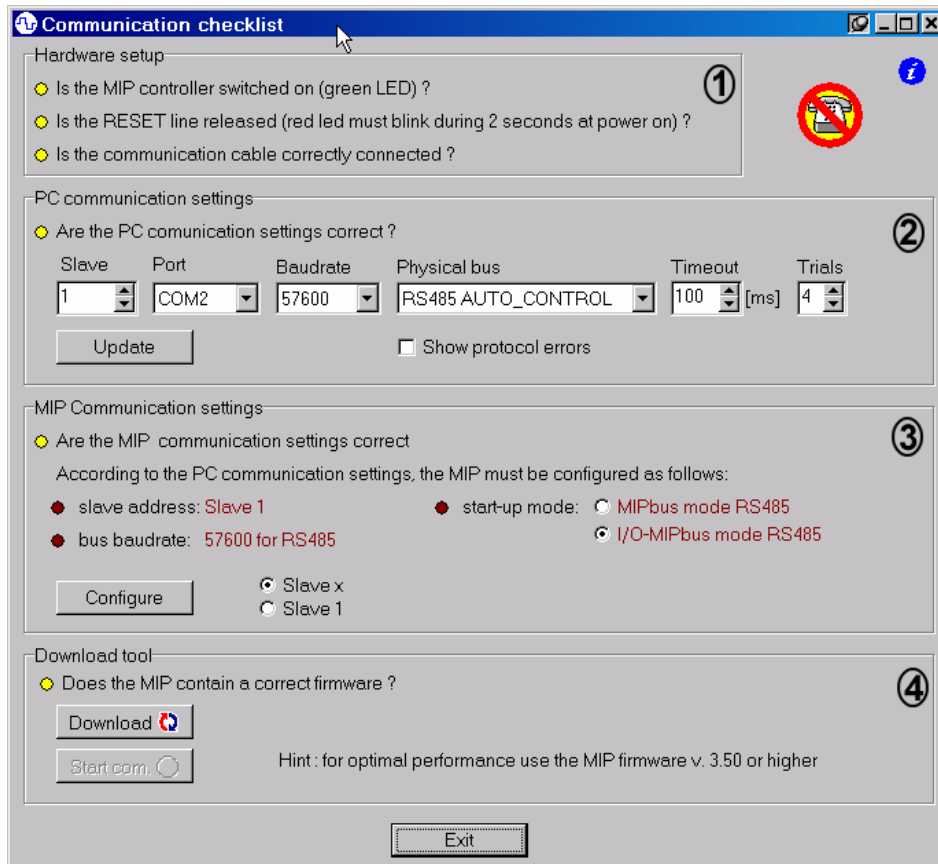 Communication checklist
Hardware setup
Is the MIP controller switched on (green LED) ?
1
Is the RESET line released (red led must blink during 2 seconds at power on) ?
Is the communication cable correctly connected ?
i
PC communication settings
Are the PC comunication settings correct ?
2
Slave Port Baudrate Physical bus Timeout Trials
1 COM2 57600 RS485 AUTO_CONTROL 100 [ms] 4
Update Show protocol errors
MIP Communication settings
Are the MIP communication settings correct
3
According to the PC communication settings, the MIP must be configured as follows:
slave address: Slave 1 start-up mode: MIPbus mode RS485
bus baudrate: 57600 for RS485 I/O-MIPbus mode RS485
Configure Slave x
Slave 1
Download tool
Does the MIP contain a correct firmware ?
4
Download
Start com. Hint : for optimal performance use the MIP firmware v. 3.50 or higher
Exit